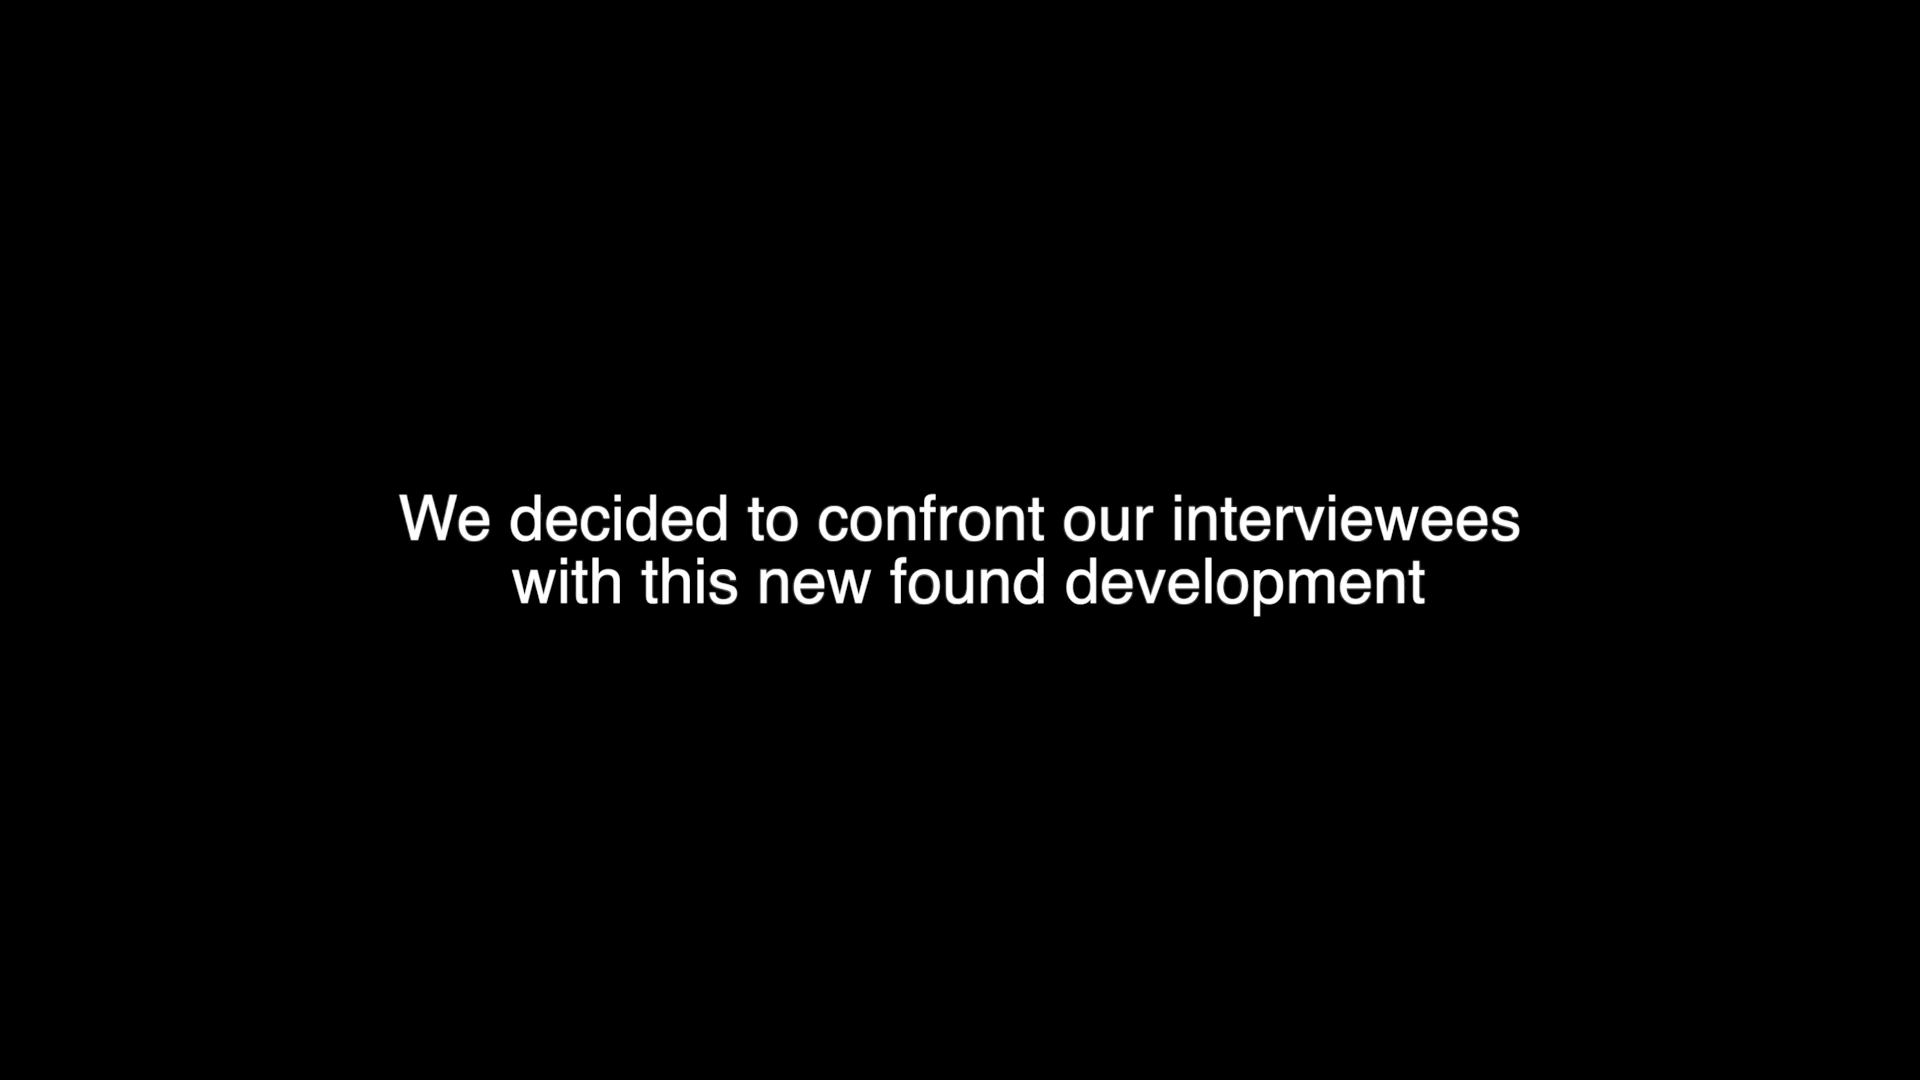 We decided to confront our interviewees
with this new found development